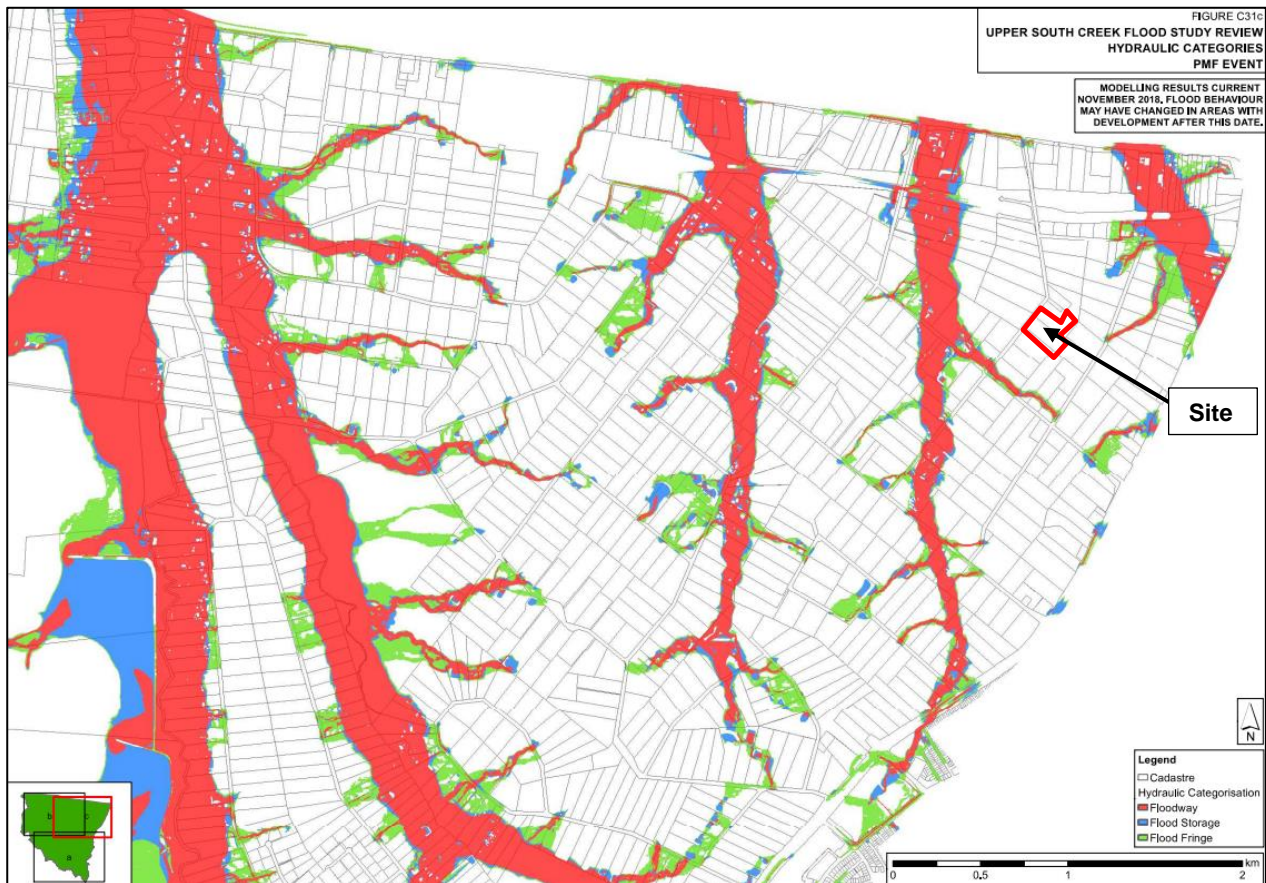 FIGURE C31c
UPPER SOUTH CREEK FLOOD STUDY REVIEW
HYDRAULIC CATEGORIES
PMF EVENT
MODELLING RESULTS CURRENT
NOVEMBER 2018, FLOOD BEHAVIOUR
MAY HAVE CHANGED IN AREAS WITH
DEVELOPMENT AFTER THIS DATE.
Site
N
Legend
Cadastre
Hydraulic Categorisation
Floodway
Flood Storage
Flood Fringe
b
c
a
km
0
0.5
1
2